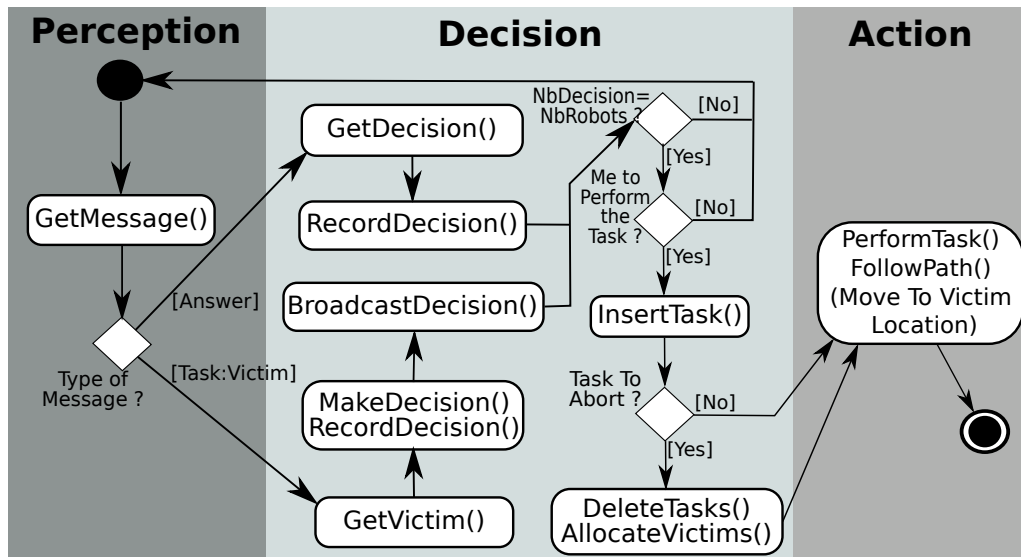 Perception
Decision
Action
GetMessage()
Type of
Message ?
[Answer]
[Task:Victim]
GetDecision()
RecordDecision()
BroadcastDecision()
MakeDecision()
RecordDecision()
GetVictim()
NbDecision=
NbRobots ?
[No]
[Yes]
Me to
Perform
the
Task ?
[No]
[Yes]
InsertTask()
Task To
Abort ?
[No]
[Yes]
DeleteTasks()
AllocateVictims()
PerformTask()
FollowPath()
(Move To Victim
Location)